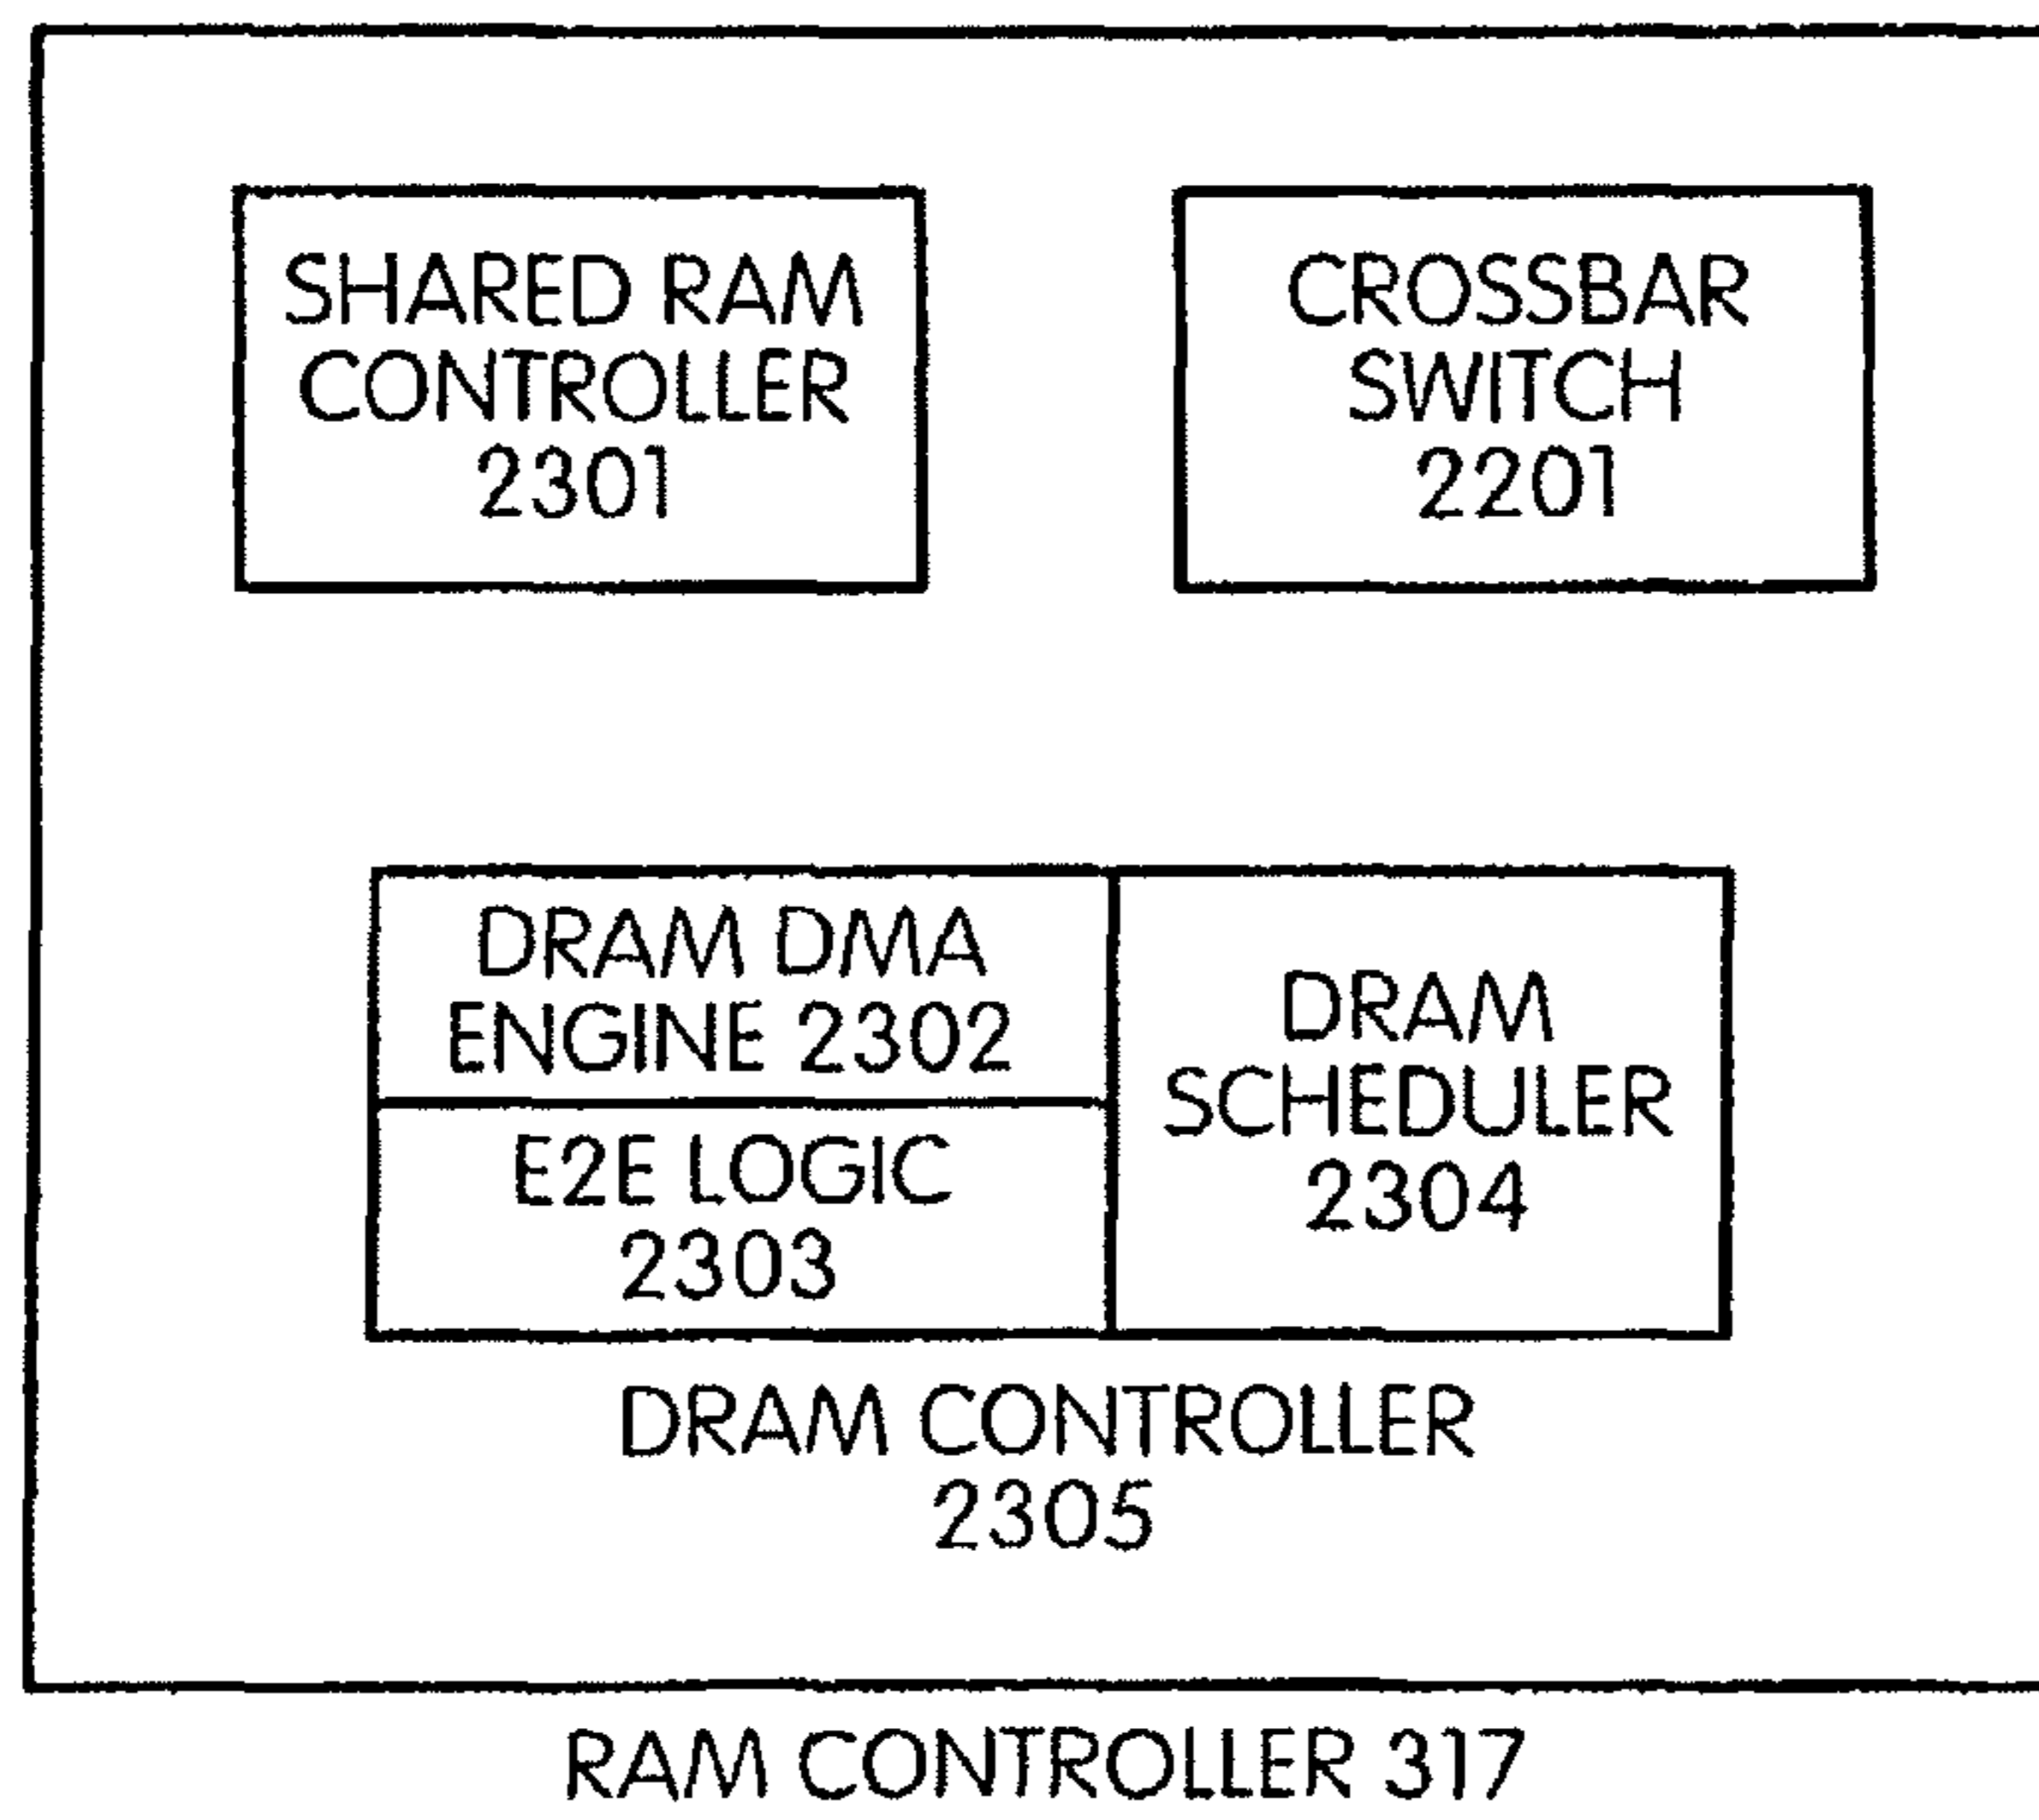 SHARED RAM
CONTROLLER
2301
CROSSBAR
SWITCH
2201
DRAM DMA
ENGINE 2302
E2E LOGIC
2303
DRAM
SCHEDULER
2304
DRAM CONTROLLER
2305
RAM CONTROLLER 317